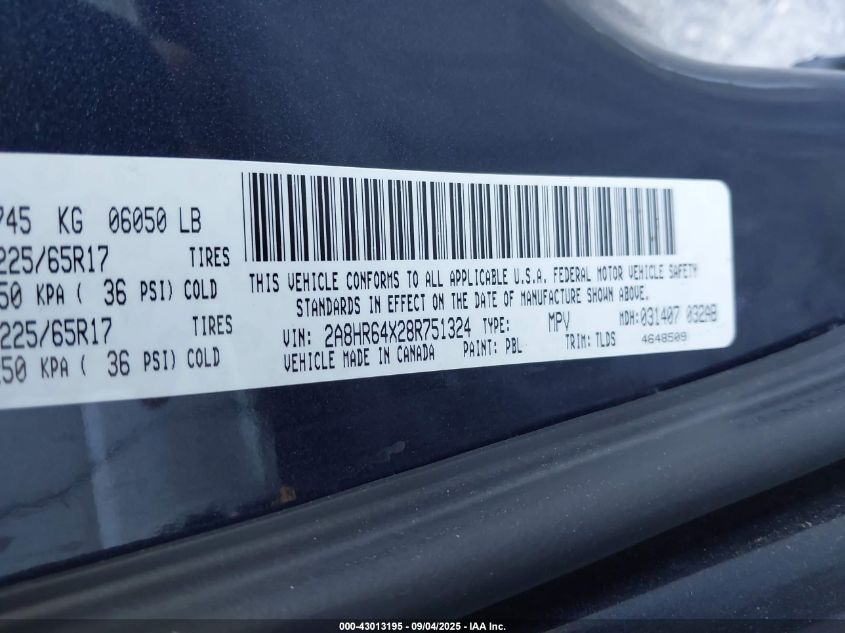 745 KG 06050 LB
225/65R17 TIRES
50 KPA ( 36 PSI) COLD
225/65R17 TIRES
50 KPA ( 36 PSI) COLD
THIS VEHICLE CONFORMS TO ALL APPLICABLE U.S.A. FEDERAL MOTOR VEHICLE SAFETY
STANDARDS IN EFFECT ON THE DATE OF MANUFACTURE SHOWN ABOVE.
VIN: 2A8HR64X28R751324 TYPE: MPV MDH: 031407 032AB
VEHICLE MADE IN CANADA PAINT: PBL TRIM: TLDS 4648509
000-43013195 - 09/04/2025 - IAA Inc.